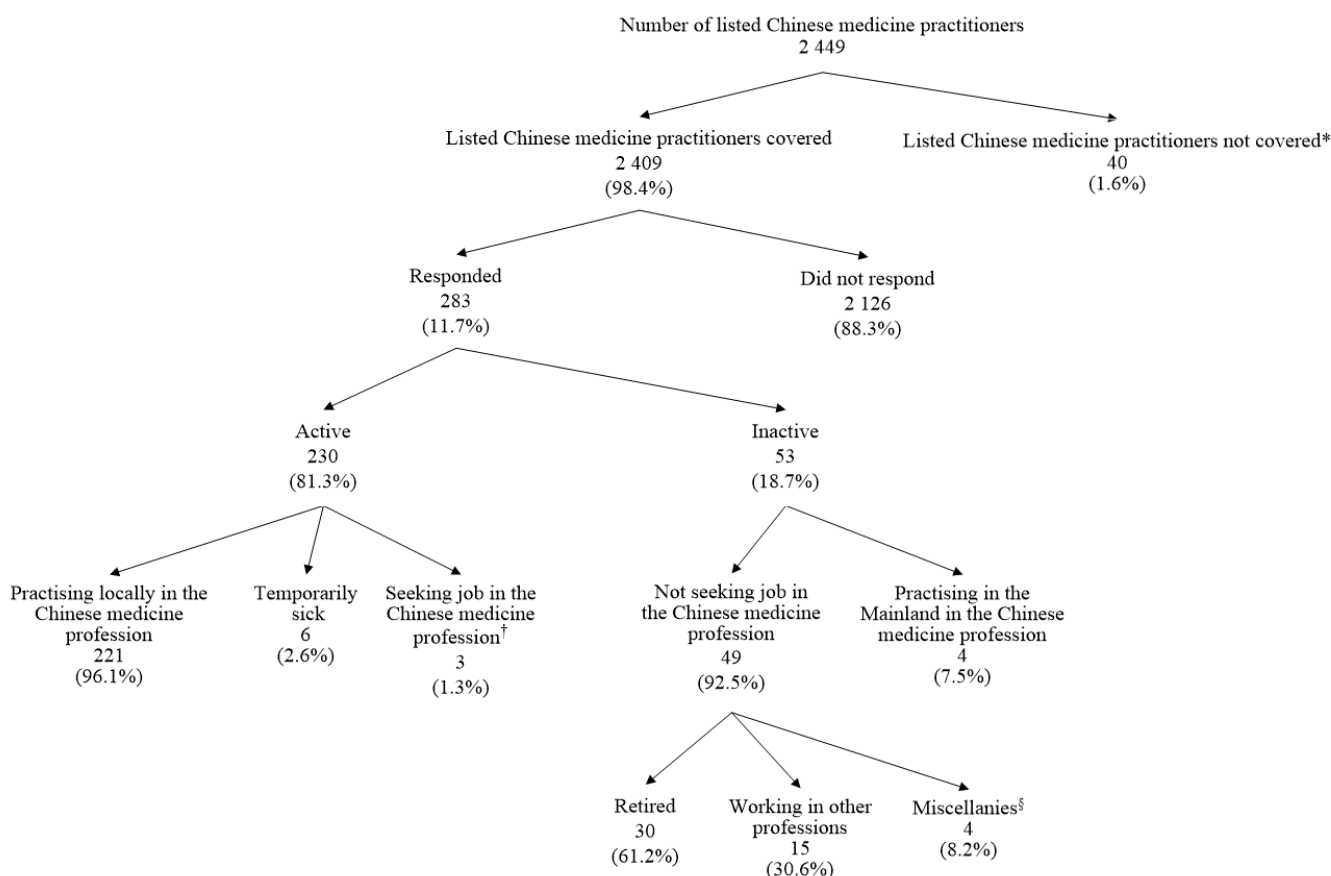 Number of listed Chinese medicine practitioners
2 449
Listed Chinese medicine practitioners covered
2 409
(98.4%)
Listed Chinese medicine practitioners not covered*
40
(1.6%)
Responded
283
(11.7%)
Did not respond
2 126
(88.3%)
Active
230
(81.3%)
Inactive
53
(18.7%)
Practising locally in the
Chinese medicine
profession
221
(96.1%)
Temporarily
sick
6
(2.6%)
Seeking job in the
Chinese medicine
profession†
3
(1.3%)
Not seeking job in
the Chinese medicine
profession
49
(92.5%)
Practising in the
Mainland in the Chinese
medicine profession
4
(7.5%)
Retired
30
(61.2%)
Working in other
professions
15
(30.6%)
Miscellanies§
4
(8.2%)